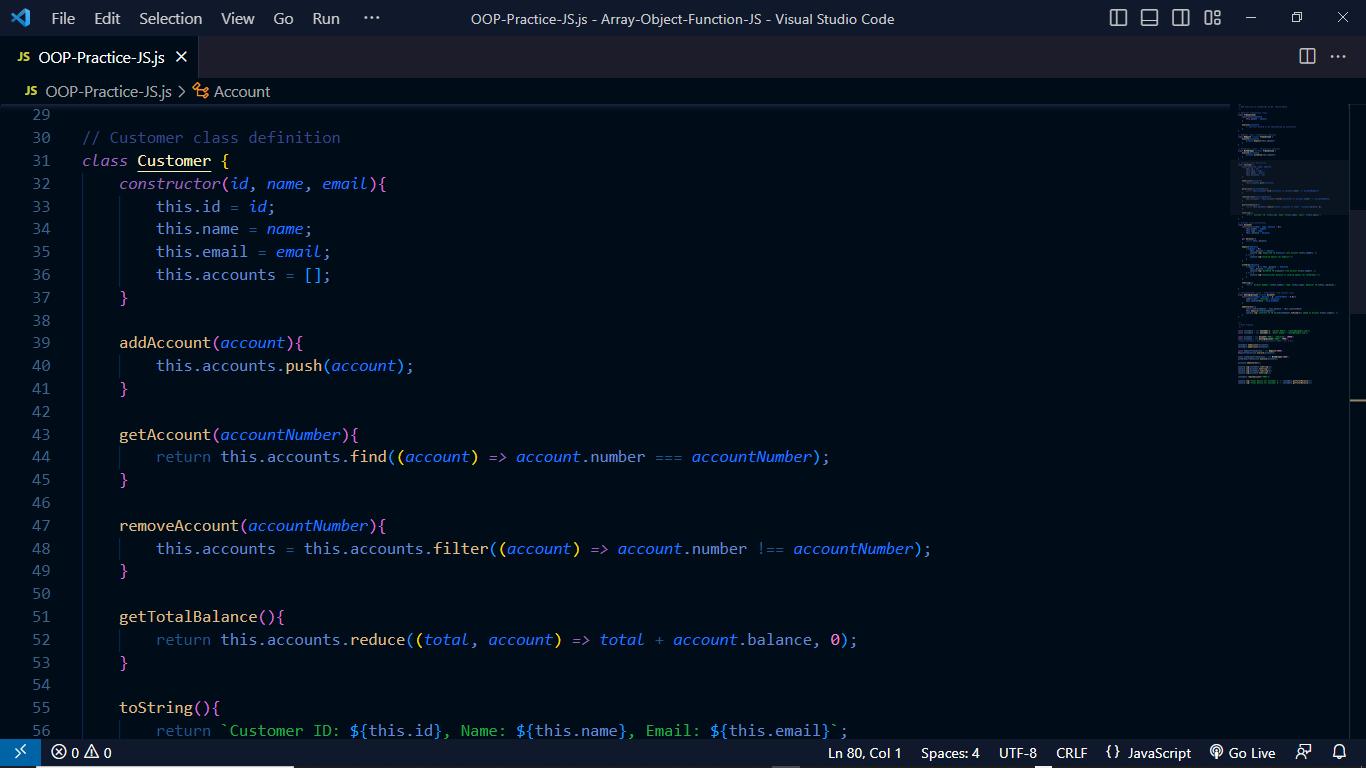 File Edit Selection View Go Run ··· OOP-Practice-JS.js - Array-Object-Function-JS - Visual Studio Code
JS OOP-Practice-JS.js
JS OOP-Practice-JS.js > Account
29
30 // Customer class definition
31 class Customer {
32 constructor(id, name, email){
33 this.id = id;
34 this.name = name;
35 this.email = email;
36 this.accounts = [];
37 }
38
39 addAccount(account){
40 this.accounts.push(account);
41 }
42
43 getAccount(accountNumber){
44 return this.accounts.find((account) => account.number === accountNumber);
45 }
46
47 removeAccount(accountNumber){
48 this.accounts = this.accounts.filter((account) => account.number !== accountNumber);
49 }
50
51 getTotalBalance(){
52 return this.accounts.reduce((total, account) => total + account.balance, 0);
53 }
54
55 toString(){
56 return `Customer ID: ${this.id}, Name: ${this.name}, Email: ${this.email}`;
0 0 Ln 80, Col 1 Spaces: 4 UTF-8 CRLF {} JavaScript Go Live